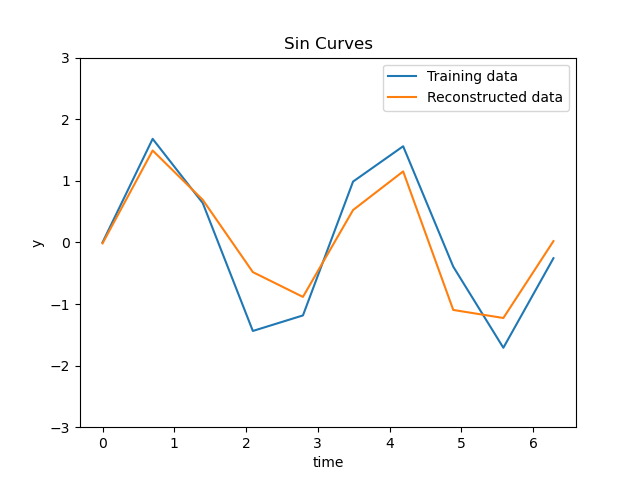 Sin Curves
Training data
Reconstructed data
3
2
1
0
−1
−2
−3
y
0 1 2 3 4 5 6
time